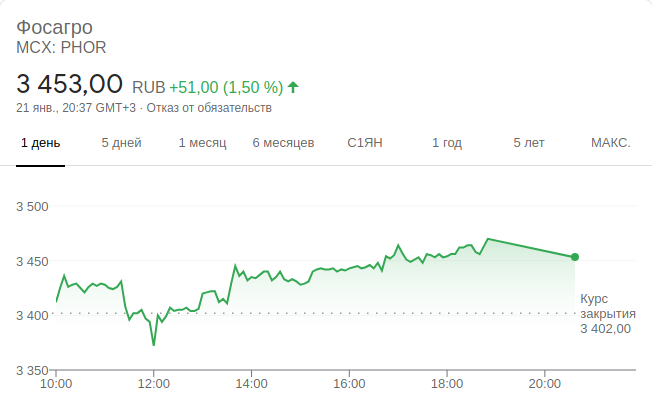 Фосагро
MCX: PHOR
3 453,00 RUB +51,00 (1,50 %)
21 янв., 20:37 GMT+3 · Отказ от обязательств
1 день 5 дней 1 месяц 6 месяцев С1ЯН 1 год 5 лет МАКС.
3 500
3 450
3 400
3 350
Курс
закрытия
3 402,00
10:00 12:00 14:00 16:00 18:00 20:00